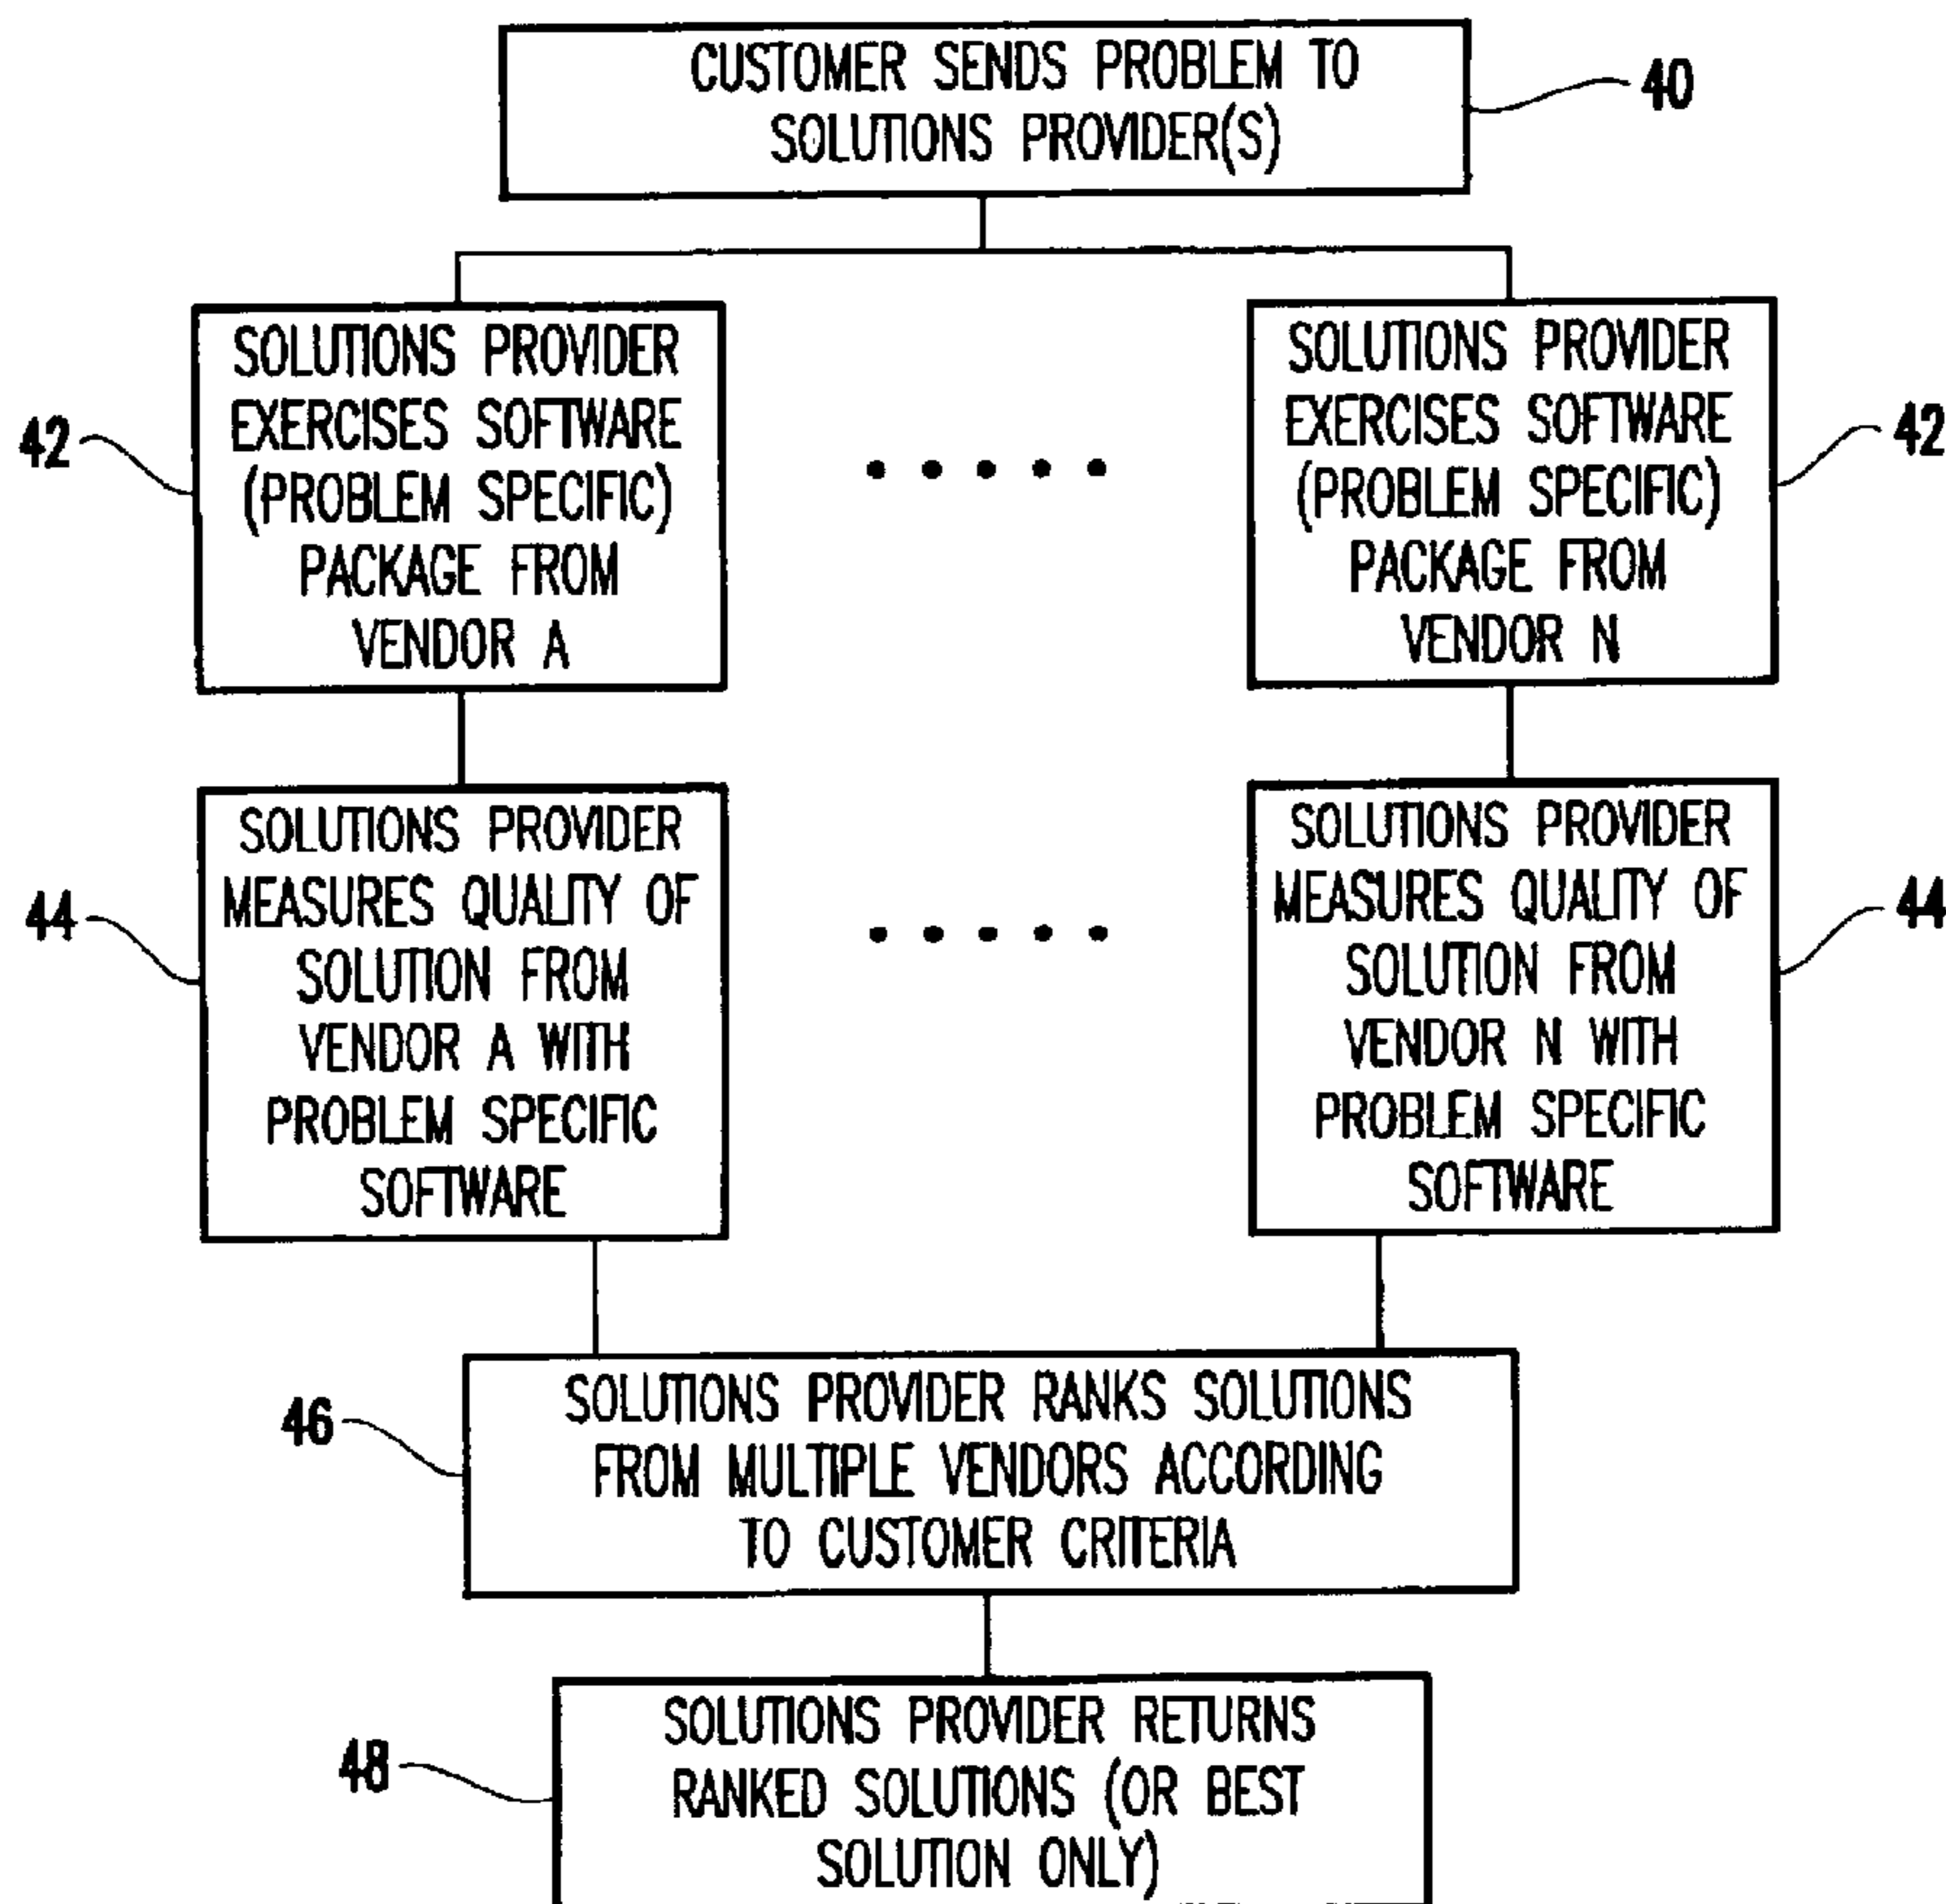 CUSTOMER SENDS PROBLEM TO
SOLUTIONS PROVIDER(S)
40
SOLUTIONS PROVIDER
EXERCISES SOFTWARE
(PROBLEM SPECIFIC)
PACKAGE FROM
VENDOR A
42
SOLUTIONS PROVIDER
EXERCISES SOFTWARE
(PROBLEM SPECIFIC)
PACKAGE FROM
VENDOR N
42
SOLUTIONS PROVIDER
MEASURES QUALITY OF
SOLUTION FROM
VENDOR A WITH
PROBLEM SPECIFIC
SOFTWARE
44
SOLUTIONS PROVIDER
MEASURES QUALITY OF
SOLUTION FROM
VENDOR N WITH
PROBLEM SPECIFIC
SOFTWARE
44
SOLUTIONS PROVIDER RANKS SOLUTIONS
FROM MULTIPLE VENDORS ACCORDING
TO CUSTOMER CRITERIA
46
SOLUTIONS PROVIDER RETURNS
RANKED SOLUTIONS (OR BEST
SOLUTION ONLY)
48